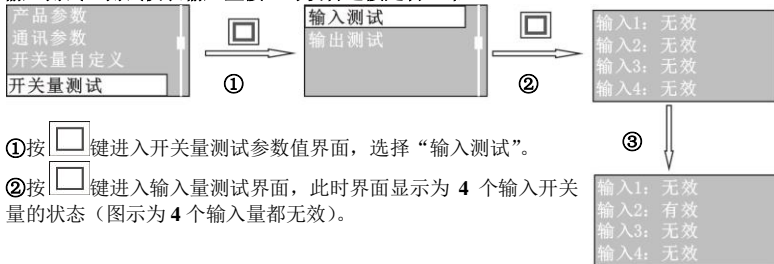 产品参数
通讯参数
开关量自定义
开关量测试
①
输入测试
输出测试
②
输入1：无效
输入2：无效
输入3：无效
输入4：无效
③
①按键进入开关量测试参数值界面，选择“输入测试”。
②按键进入输入量测试界面，此时界面显示为 4 个输入开关
量的状态（图示为 4 个输入量都无效）。
输入1：无效
输入2：有效
输入3：无效
输入4：无效